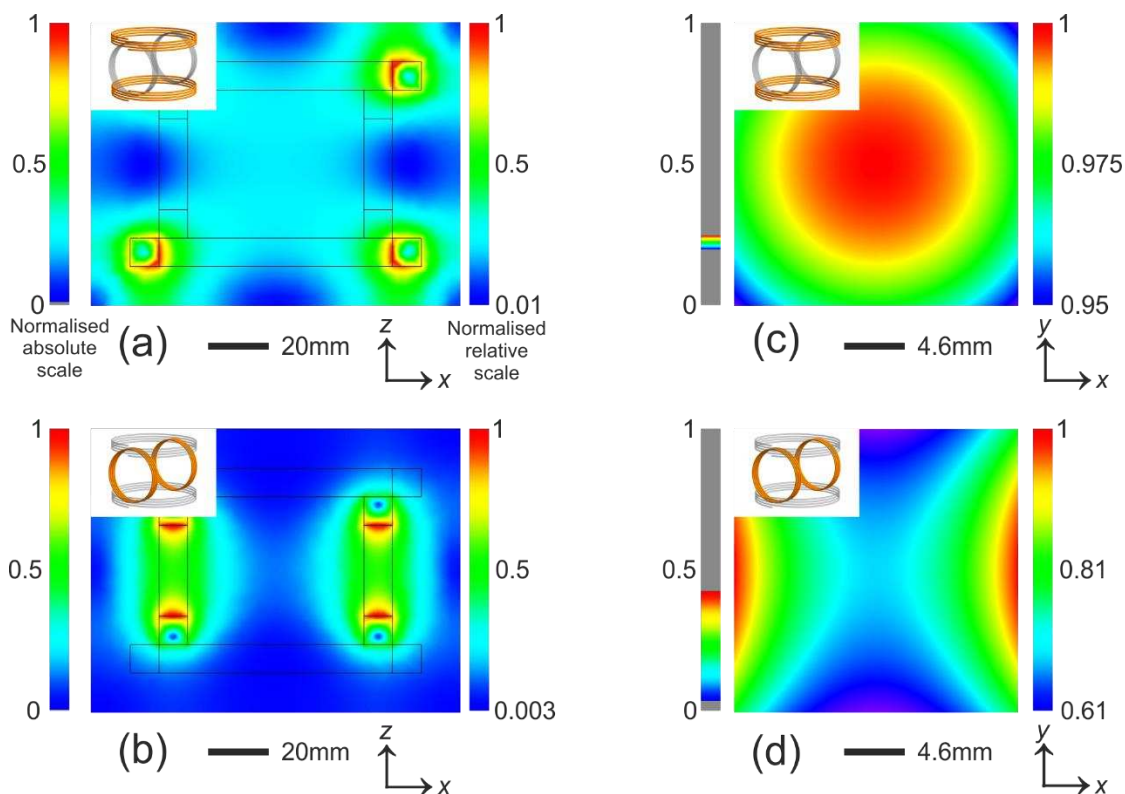 1
0.5
0
Normalised
absolute
scale
(a)
20mm
z
x
1
0.5
0.01
Normalised
relative
scale
1
0.5
0
(c)
4.6mm
y
x
1
0.975
0.95
1
0.5
0
(b)
20mm
z
x
1
0.5
0.003
1
0.5
0
(d)
4.6mm
y
x
1
0.81
0.61